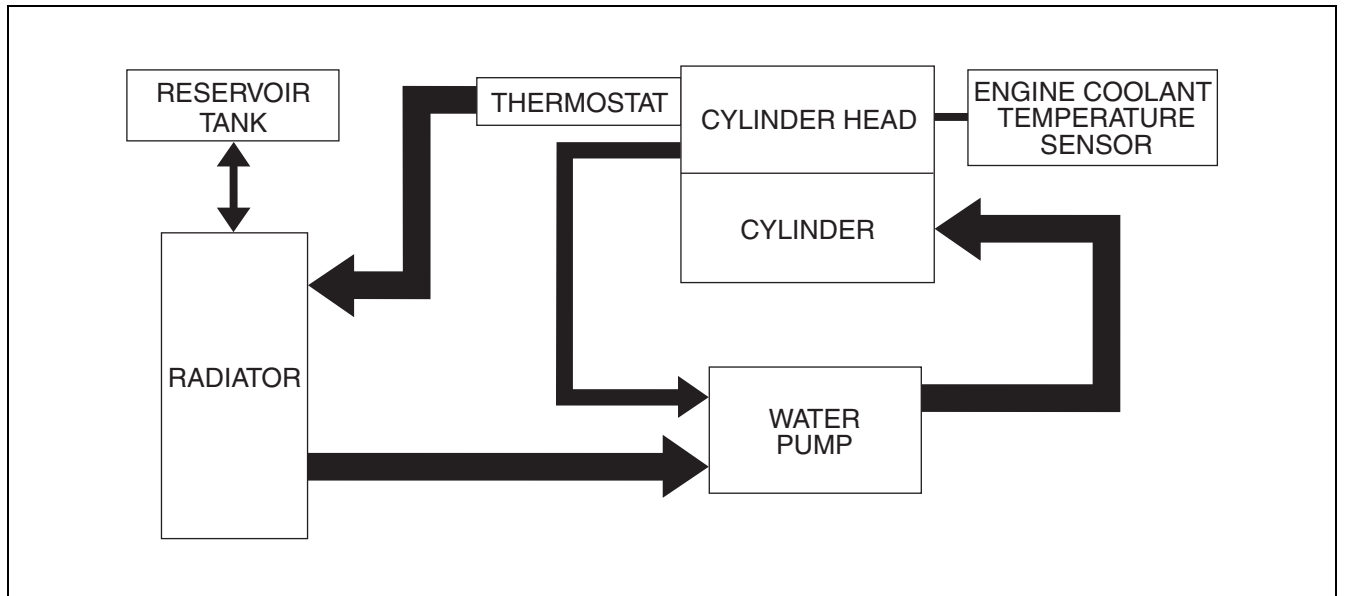 RESERVOIR
TANK
THERMOSTAT
CYLINDER HEAD
ENGINE COOLANT
TEMPERATURE
SENSOR
CYLINDER
RADIATOR
WATER
PUMP